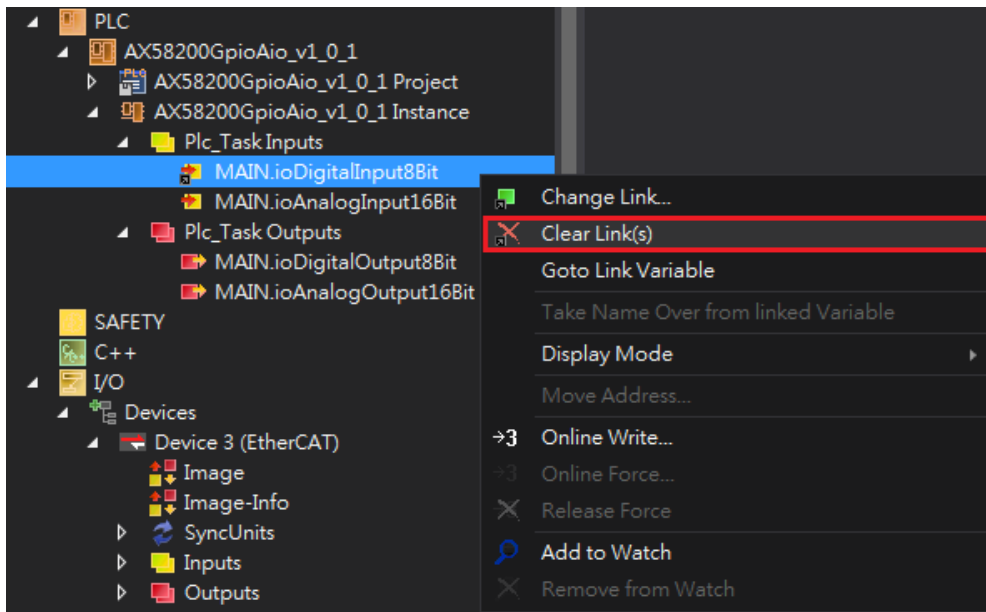 PLC
AX58200GpioAio_v1_0_1
AX58200GpioAio_v1_0_1 Project
AX58200GpioAio_v1_0_1 Instance
Plc_Task Inputs
MAIN.ioDigitalInput8Bit
MAIN.ioAnalogInput16Bit
Plc_Task Outputs
MAIN.ioDigitalOutput8Bit
MAIN.ioAnalogOutput16Bit
SAFETY
C++
I/O
Devices
Device 3 (EtherCAT)
Image
Image-Info
SyncUnits
Inputs
Outputs
Change Link...
Clear Link(s)
Goto Link Variable
Take Name Over from linked Variable
Display Mode
Move Address...
Online Write...
Online Force...
Release Force
Add to Watch
Remove from Watch